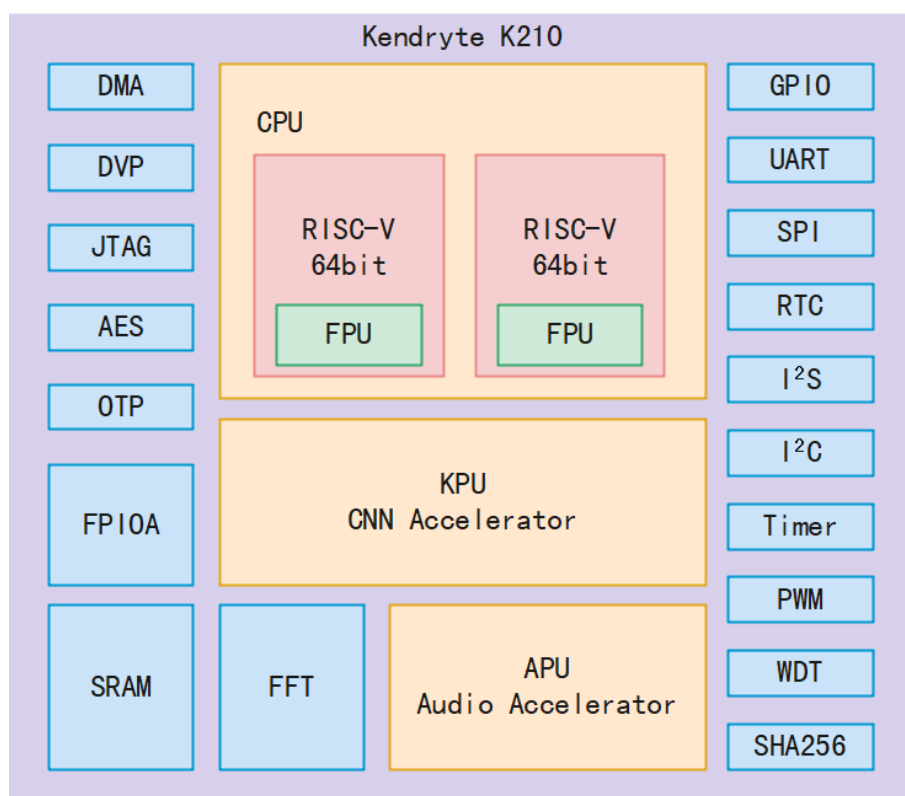 Kendryte K210
DMA
DVP
JTAG
AES
OTP
FPIOA
SRAM
CPU
RISC-V
64bit
FPU
RISC-V
64bit
FPU
KPU
CNN Accelerator
FFT
APU
Audio Accelerator
GPIO
UART
SPI
RTC
I²S
I²C
Timer
PWM
WDT
SHA256